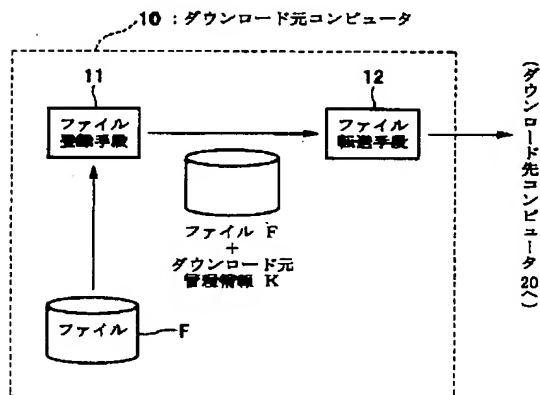 10：ダウンロード元コンピュータ
11
ファイル
登録手段
12
ファイル
転送手段
(ダウンロード先コンピュータ20へ)
ファイル F
+
ダウンロード元
管理情報 K
ファイル
F